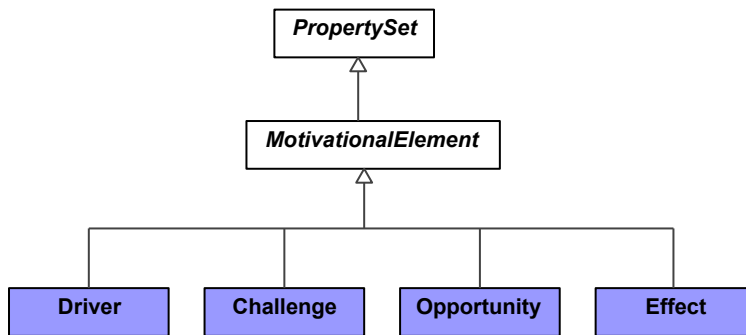 PropertySet
MotivationalElement
Driver
Challenge
Opportunity
Effect